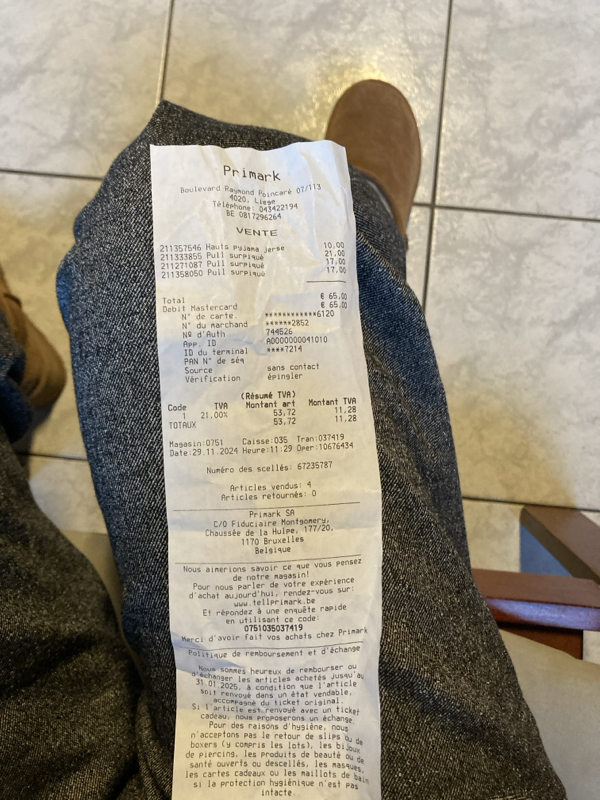 Primark
Boulevard Raymond Poincaré 07/113
4020, Liege
Téléphone: 043422194
BE 0817296264
VENTE
211357546 Hauts pyjama jerse 10,00
211333855 Pull surpiqué 21,00
211271087 Pull surpiqué 17,00
211358050 Pull surpiqué 17,00
Total € 65,00
Debit Mastercard € 65,00
N° de carte. ************6120
N° du marchand ******2852
Nº d'Auth 744526
App. ID A0000000041010
ID du terminal ****7214
PAN N° de séq
Source sans contact
Vérification épingler
(Résumé TVA)
Code TVA Montant art Montant TVA
1 21,00% 53,72 11,28
TOTAUX 53,72 11,28
Magasin:0751 Caisse:035 Tran:037419
Date:29.11.2024 Heure:11:29 Oper:10676434
Numéro des scellés: 67235787
Articles vendus: 4
Articles retournés: 0
Primark SA
C/O Fiduciaire Montgomery,
Chaussée de la Hulpe, 177/20,
1170 Bruxelles
Belgique
Nous aimerions savoir ce que vous pensez
de notre magasin!
Pour nous parler de votre expérience
d'achat aujourd'hui, rendez-vous sur:
www.tellprimark.be
Et répondez à une enquête rapide
en utilisant ce code:
0751035037419
Merci d'avoir fait vos achats chez Primark
Politique de remboursement et d'échange
Nous sommes heureux de rembourser ou
d'échanger les articles achetés jusqu'au
31.01.2025, à condition que l'article
soit renvoyé dans un état vendable,
accompagné du ticket original.
Si l'article est renvoyé avec un ticket
cadeau, nous proposerons un échange.
Pour des raisons d'hygiène, nous
n'acceptons pas le retour de slips ou de
boxers (y compris les lots), les bijoux
de piercing, les produits de beauté ou de
santé ouverts ou descellés, les masques,
les cartes cadeaux ou les maillots de bain
si la protection hygiénique n'est pas
intacte.